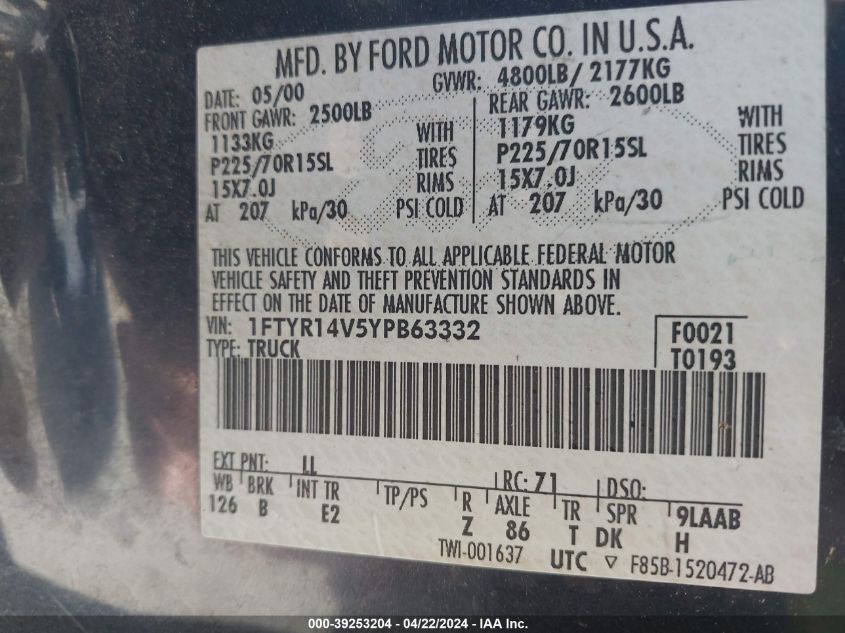 MFD. BY FORD MOTOR CO. IN U.S.A.
DATE: 05/00 GVWR: 4800LB/ 2177KG
FRONT GAWR: 2500LB REAR GAWR: 2600LB
1133KG WITH 1179KG WITH
P225/70R15SL TIRES P225/70R15SL TIRES
15X7.0J RIMS 15X7.0J RIMS
AT 207 kPa/30 PSI COLD AT 207 kPa/30 PSI COLD
THIS VEHICLE CONFORMS TO ALL APPLICABLE FEDERAL MOTOR
VEHICLE SAFETY AND THEFT PREVENTION STANDARDS IN
EFFECT ON THE DATE OF MANUFACTURE SHOWN ABOVE.
VIN: 1FTYR14V5YPB63332 F0021
TYPE: TRUCK T0193
EXT PNT: LL RC: 71 DSO:
WB BRK INT TR TP/PS R AXLE TR SPR 9LAAB
126 B E2 Z 86 T DK H
TWI-001637 UTC ▽ F85B-1520472-AB
000-39253204 - 04/22/2024 - IAA Inc.